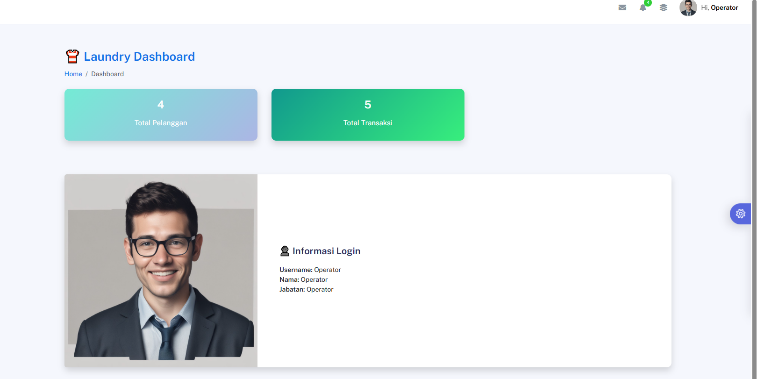 Hi, Operator
Laundry Dashboard
Home / Dashboard
4
Total Pelanggan
5
Total Transaksi
Informasi Login
Username: Operator
Nama: Operator
Jabatan: Operator